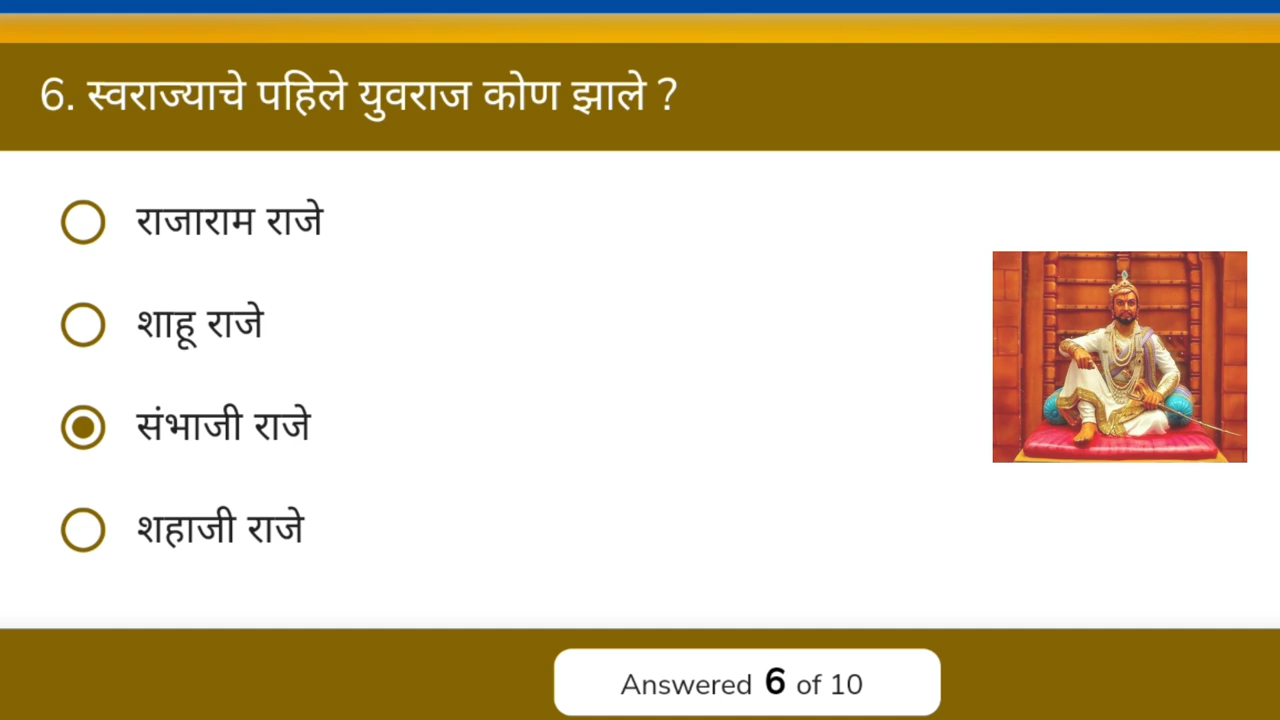 6. स्वराज्याचे पहिले युवराज कोण झाले ?
राजाराम राजे
शाहू राजे
संभाजी राजे
शहाजी राजे
Answered 6 of 10